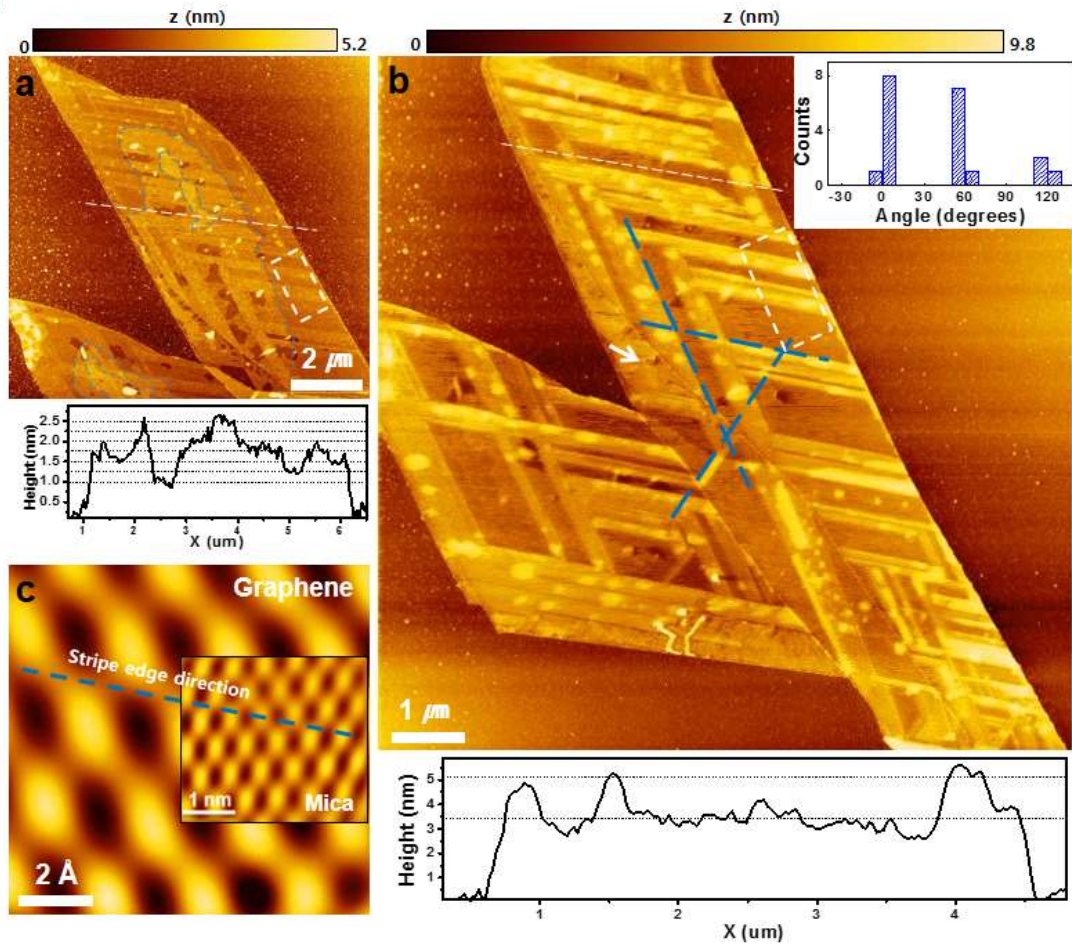 z (nm)
0
5.2
a
2 μm
Height (nm)
2.5
2.0
1.5
1.0
0.5
1
2
3
4
5
6
X (um)
z (nm)
0
9.8
b
Counts
8
4
0
-30
0
30
60
90
120
Angle (degrees)
1 μm
c
Graphene
Stripe edge direction
1 nm
Mica
2 Å
Height (nm)
5
4
3
2
1
1
2
3
4
X (um)